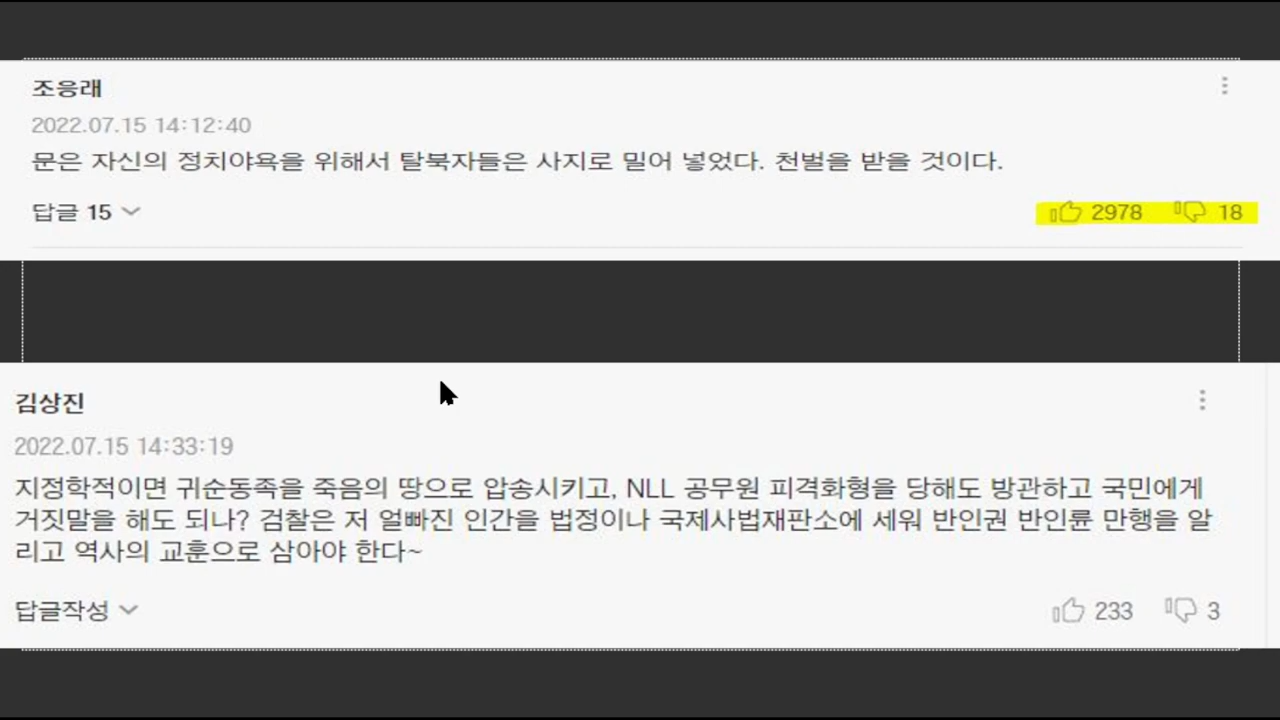 조응래
2022.07.15 14:12:40
문은 자신의 정치야욕을 위해서 탈북자들은 사지로 밀어 넣었다. 천벌을 받을 것이다.
답글 15
2978 18
김상진
2022.07.15 14:33:19
지정학적이면 귀순동족을 죽음의 땅으로 압송시키고, NLL 공무원 피격화형을 당해도 방관하고 국민에게
거짓말을 해도 되나? 검찰은 저 얼빠진 인간을 법정이나 국제사법재판소에 세워 반인권 반인륜 만행을 알
리고 역사의 교훈으로 삼아야 한다~
답글작성
233 3